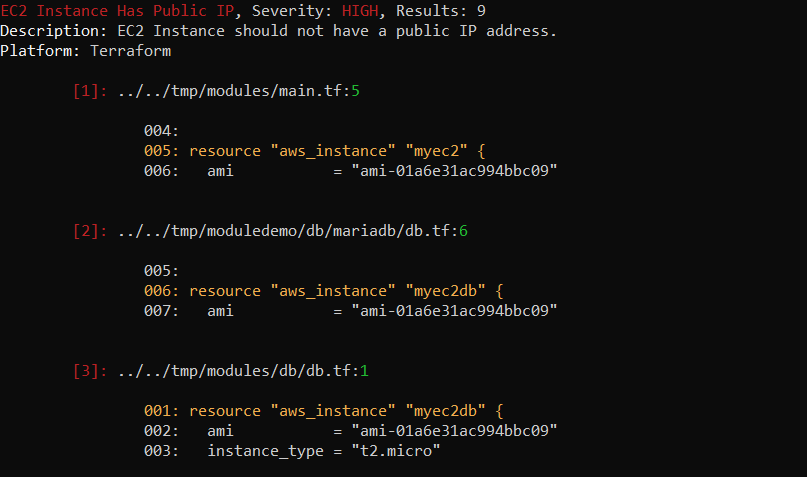 EC2 Instance Has Public IP, Severity: HIGH, Results: 9
Description: EC2 Instance should not have a public IP address.
Platform: Terraform
[1]: ../../tmp/modules/main.tf:5
004:
005: resource "aws_instance" "myec2" {
006:   ami           = "ami-01a6e31ac994bbc09"
[2]: ../../tmp/moduledemo/db/mariadb/db.tf:6
005:
006: resource "aws_instance" "myec2db" {
007:   ami           = "ami-01a6e31ac994bbc09"
[3]: ../../tmp/modules/db/db.tf:1
001: resource "aws_instance" "myec2db" {
002:   ami           = "ami-01a6e31ac994bbc09"
003:   instance_type = "t2.micro"